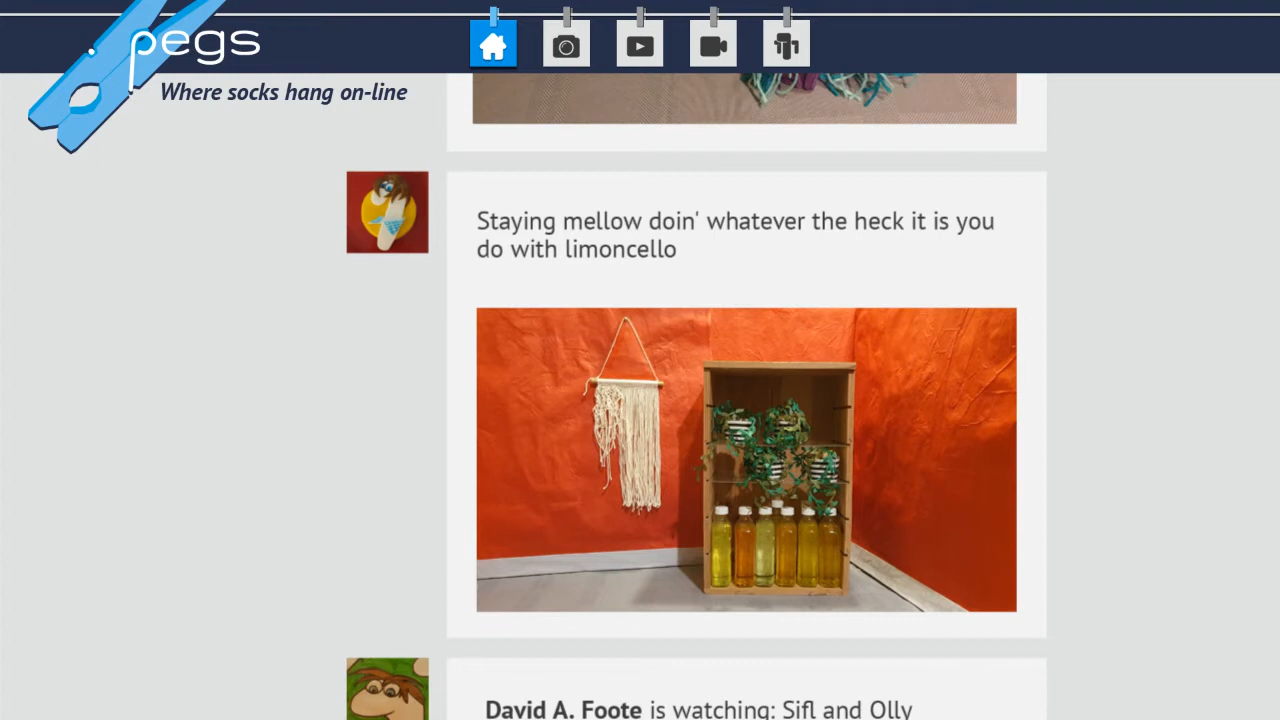 pegs
Where socks hang on-line
Staying mellow doin' whatever the heck it is you
do with limoncello
David A. Foote is watching: Sifl and Olly